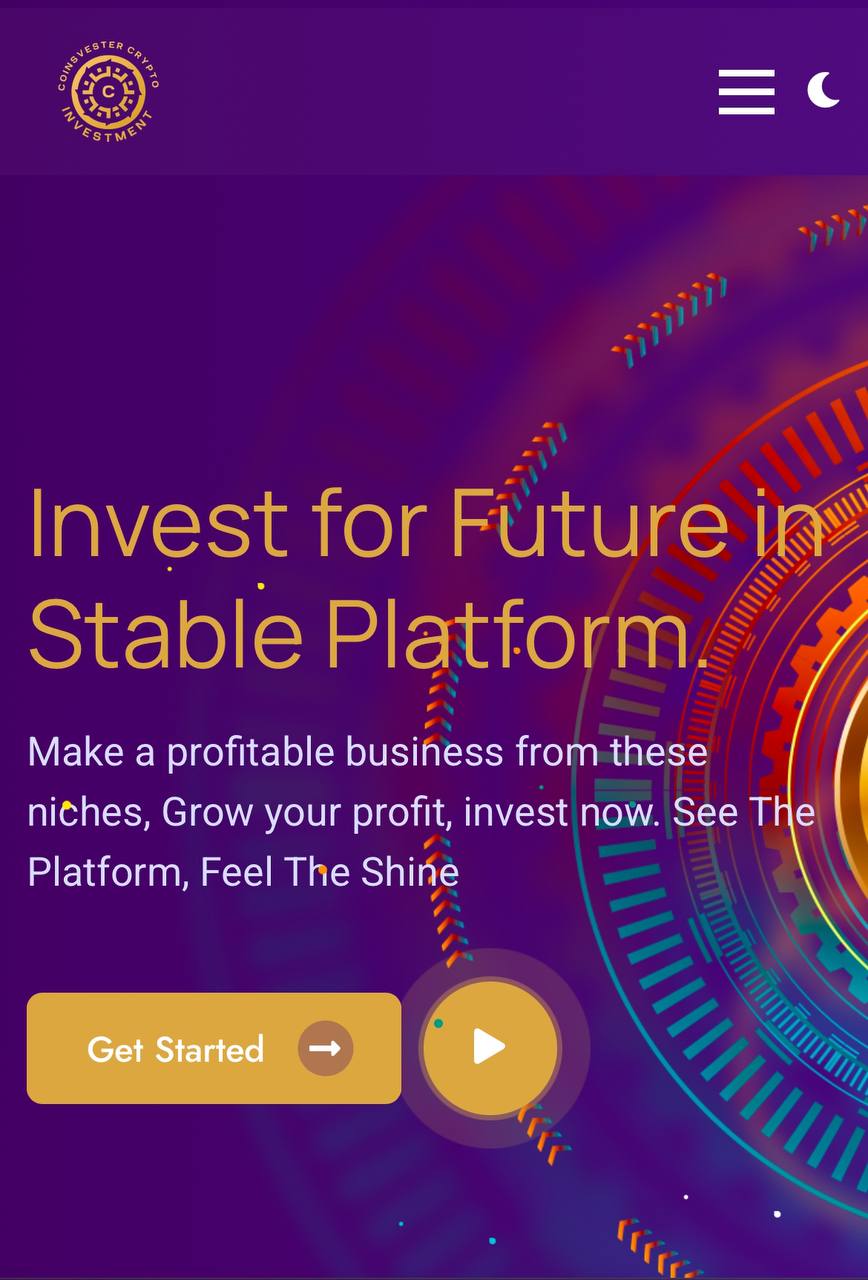 COINSVESTER CRYPTO
C
INVESTMENT
Invest for Future in
Stable Platform.
Make a profitable business from these
niches, Grow your profit, invest now. See The
Platform, Feel The Shine
Get Started